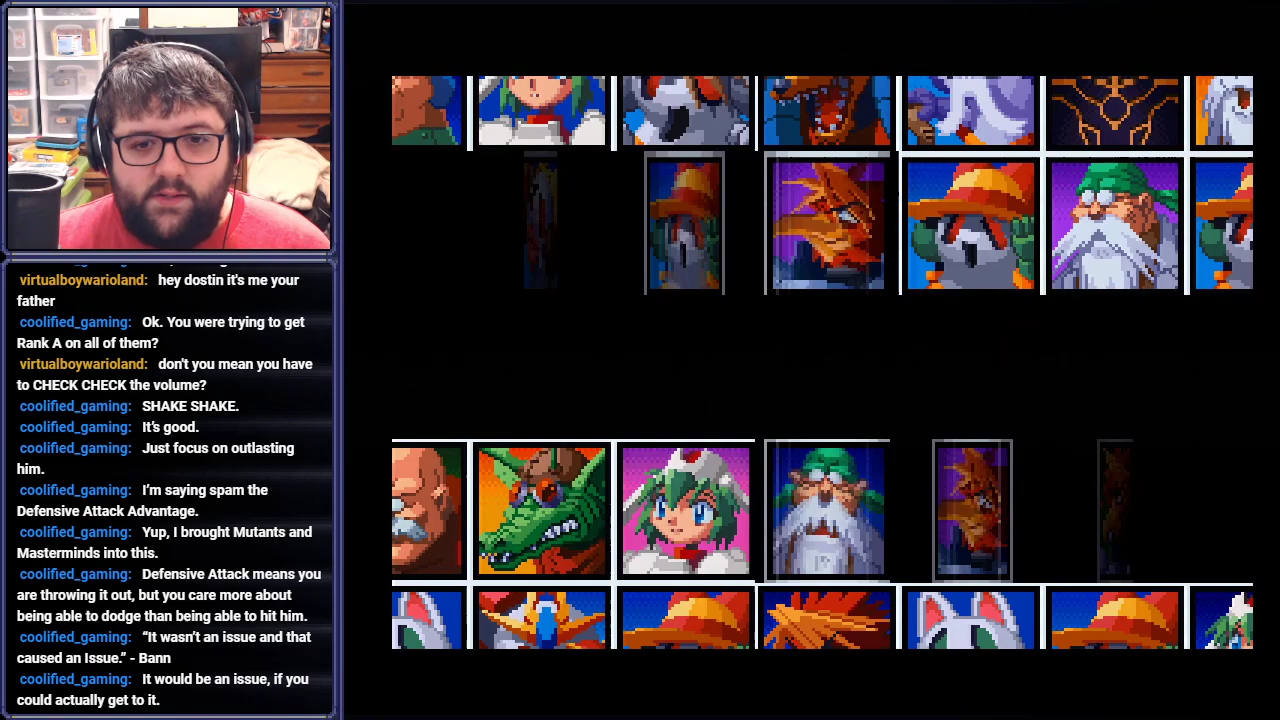 virtualboywarioland: hey dostin it's me your
father
coolified_gaming: Ok. You were trying to get
Rank A on all of them?
virtualboywarioland: don't you mean you have
to CHECK CHECK the volume?
coolified_gaming: SHAKE SHAKE.
coolified_gaming: It's good.
coolified_gaming: Just focus on outlasting
him.
coolified_gaming: I'm saying spam the
Defensive Attack Advantage.
coolified_gaming: Yup, I brought Mutants and
Masterminds into this.
coolified_gaming: Defensive Attack means you
are throwing it out, but you care more about
being able to dodge than being able to hit him.
coolified_gaming: “It wasn’t an issue and that
caused an Issue.” - Bann
coolified_gaming: It would be an issue, if you
could actually get to it.